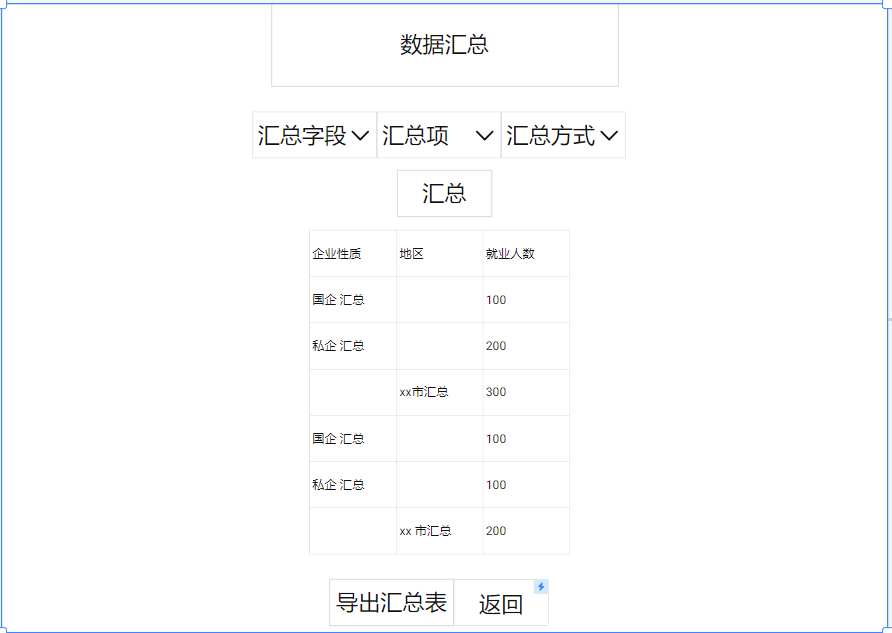 数据汇总
汇总字段 汇总项 汇总方式
汇总
企业性质 地区 就业人数
国企 汇总 100
私企 汇总 200
xx市汇总 300
国企 汇总 100
私企 汇总 100
xx 市汇总 200
导出汇总表 返回